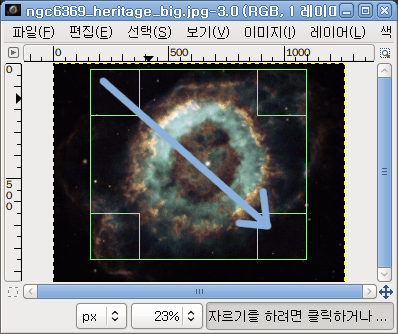 ngc6369_heritage_big.jpg-3.0 (RGB, 1 레이어
파일(F) 편집(E) 선택(S) 보기(V) 이미지(I) 레이어(L) 색
0 500 1000
0
500
px 23% 자르기를 하려면 클릭하거나 ...